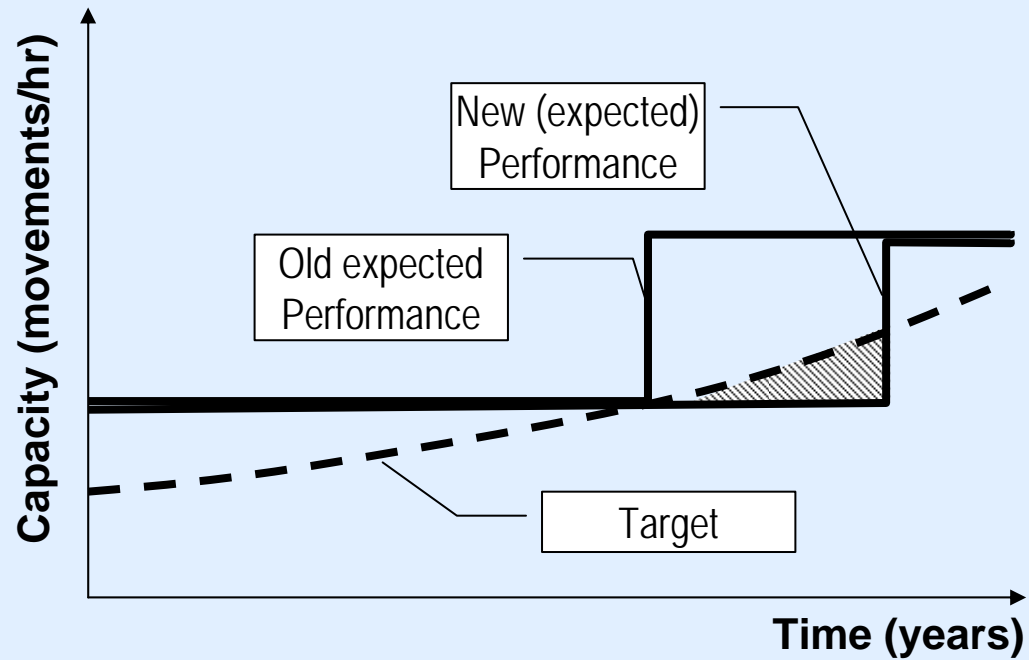 Capacity (movements/hr)
New (expected)
Performance
Old expected
Performance
Target
Time (years)